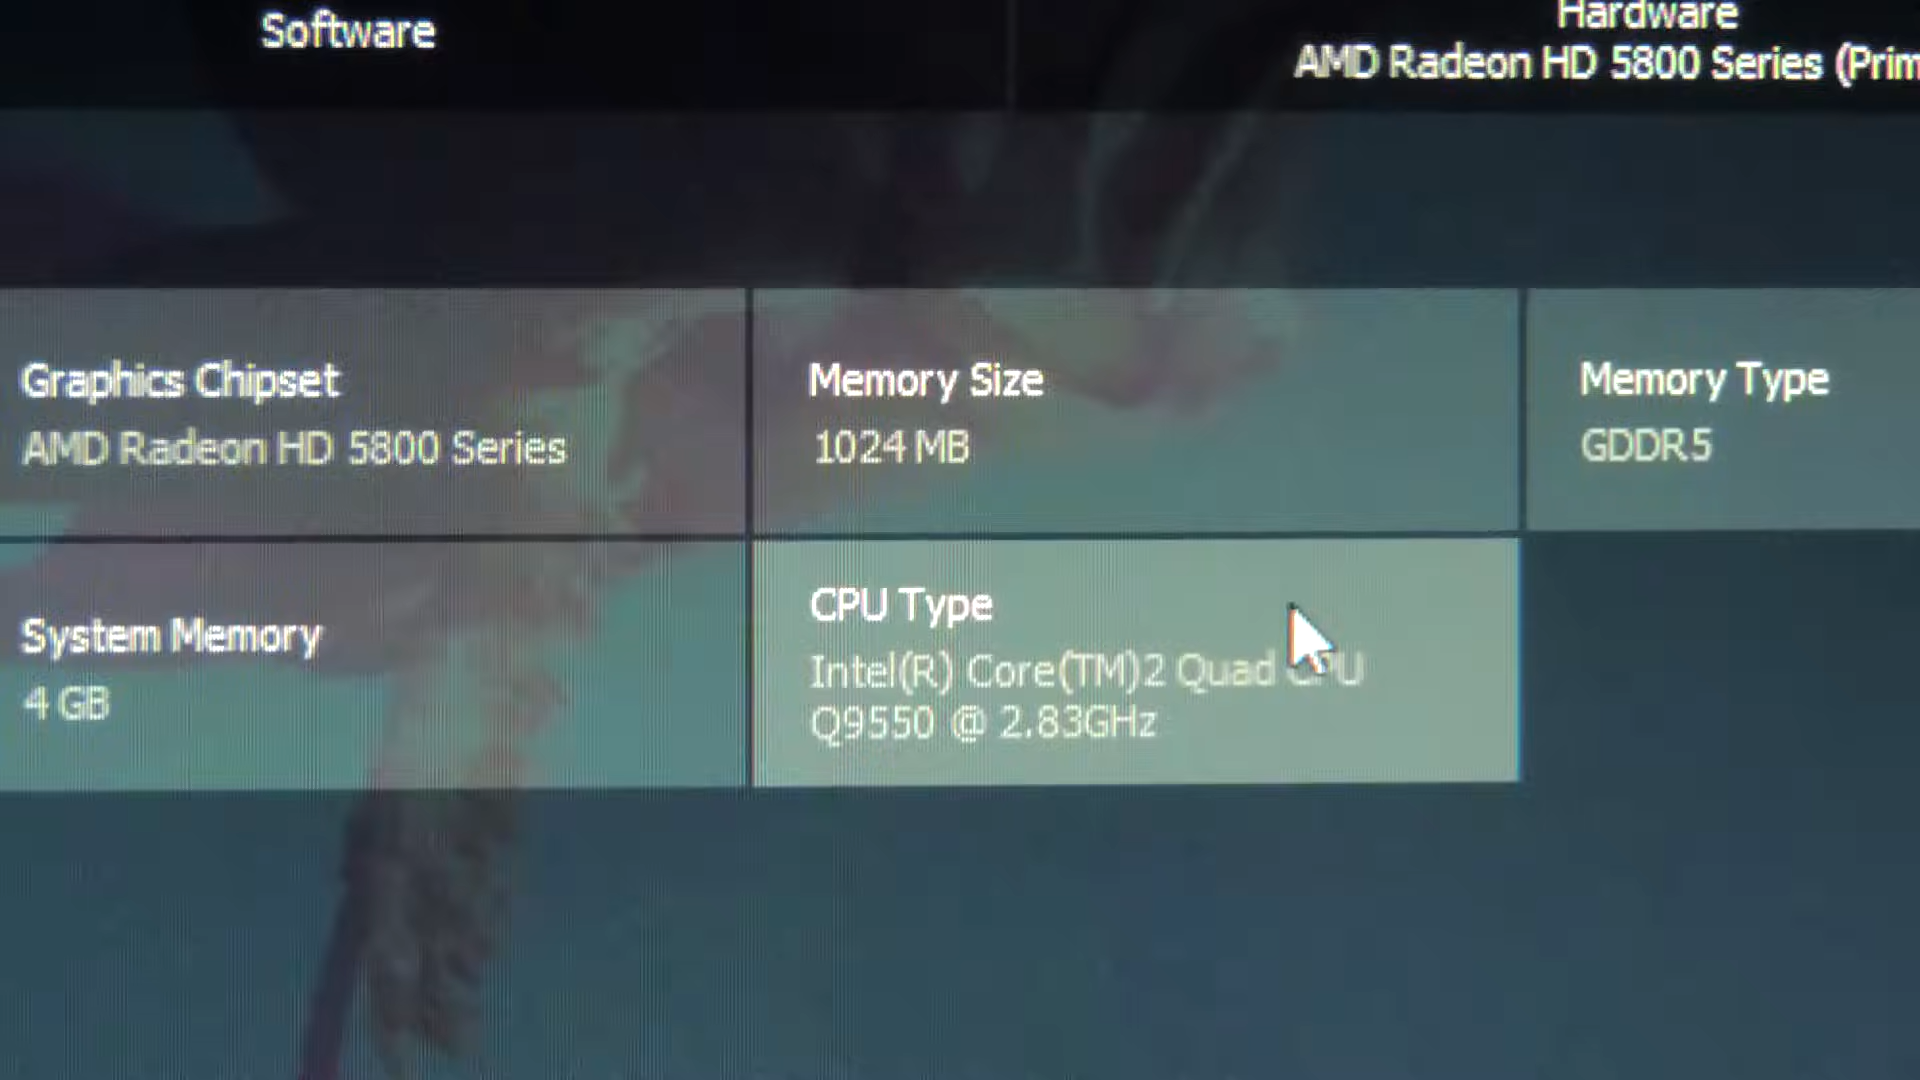 Software
Hardware
AMD Radeon HD 5800 Series
Graphics Chipset
AMD Radeon HD 5800 Series
Memory Size
1024 MB
Memory Type
GDDR5
System Memory
4 GB
CPU Type
Intel(R) Core(TM)2 Quad CPU
Q9550 @ 2.83GHz